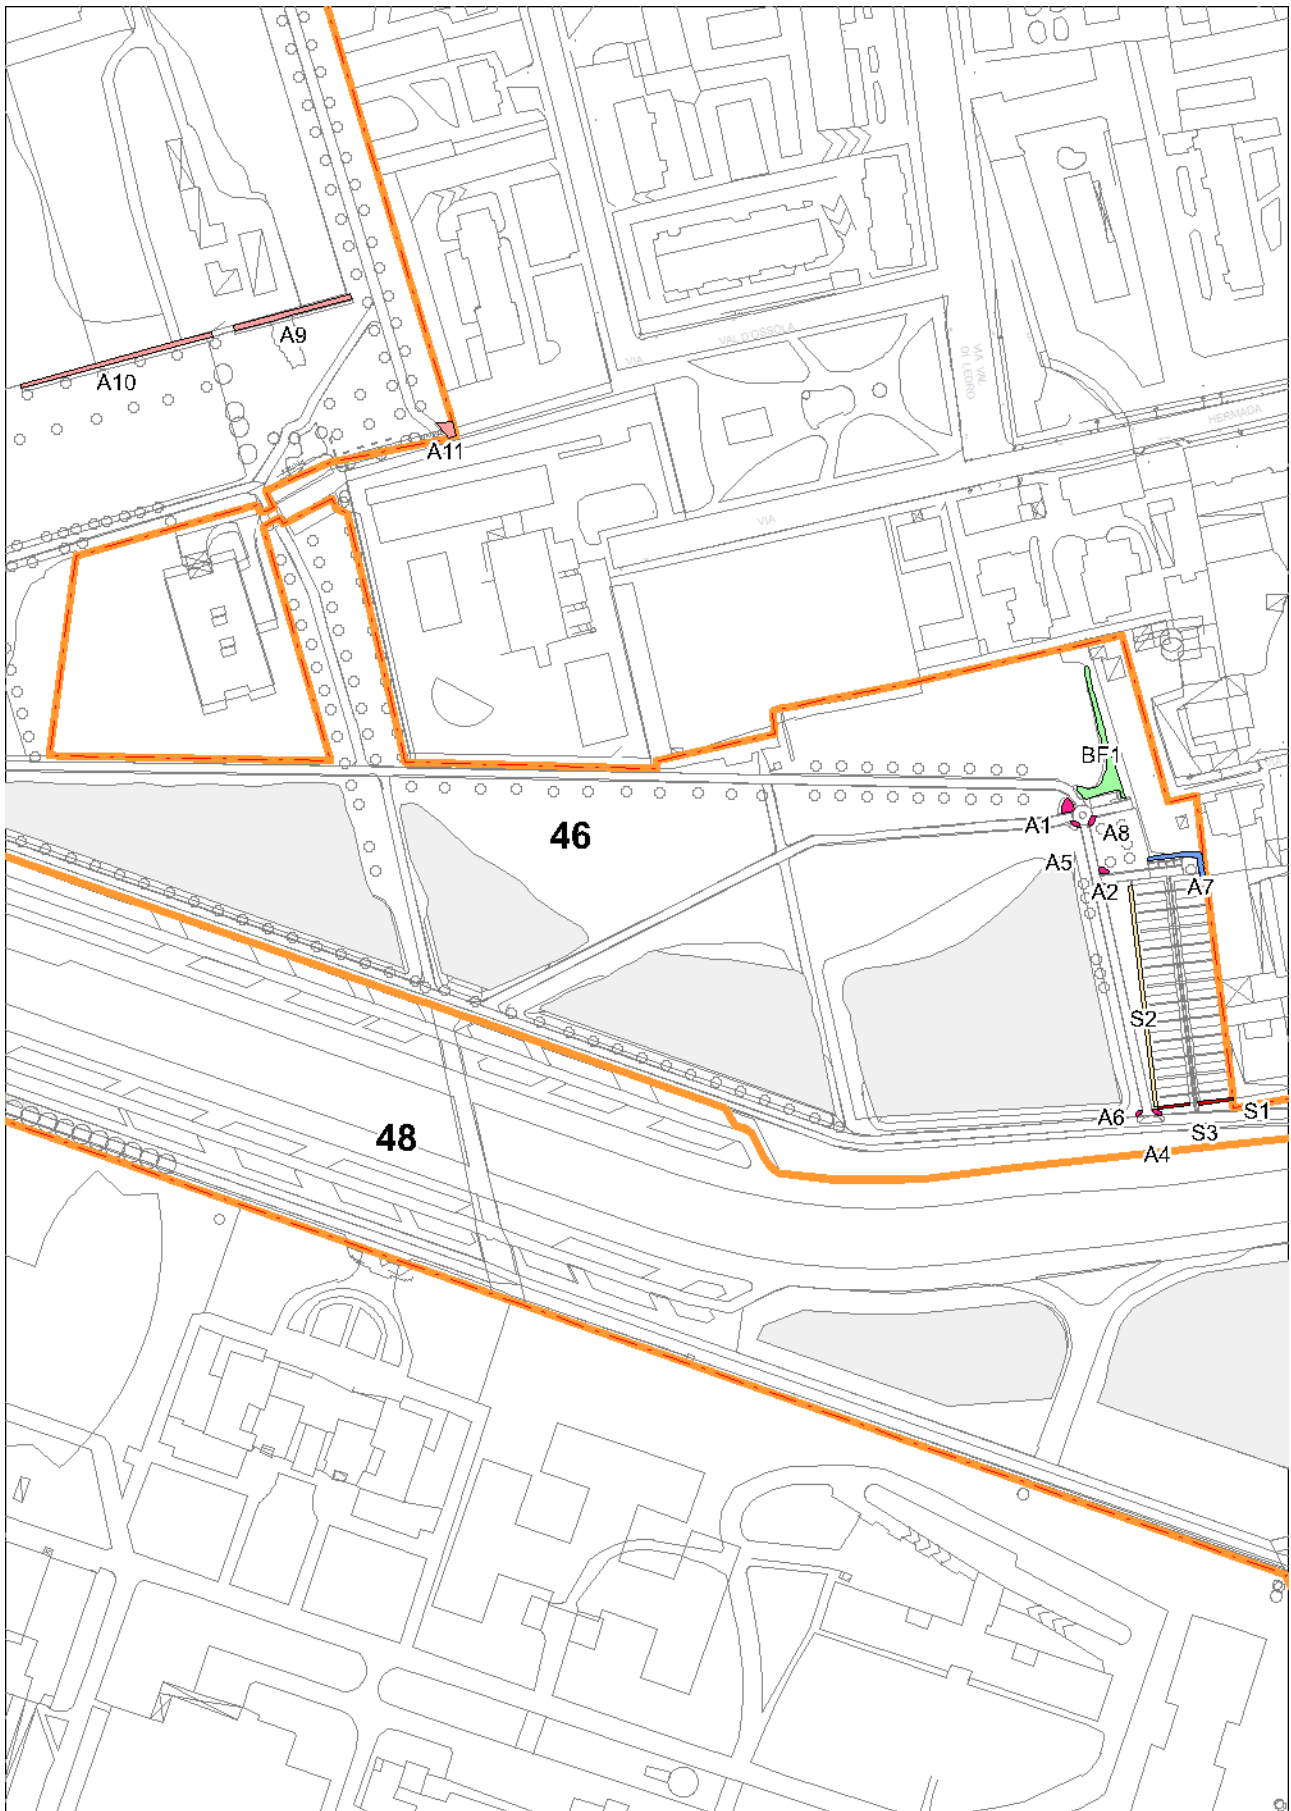 A9
VAL D'OSSOLA
VIA
VIA VAL
DI LEDRO
A10
HERMADA
A11
VIA
BF1
A1
A8
46
A5
A2
A7
S2
A6
S1
S3
48
A4